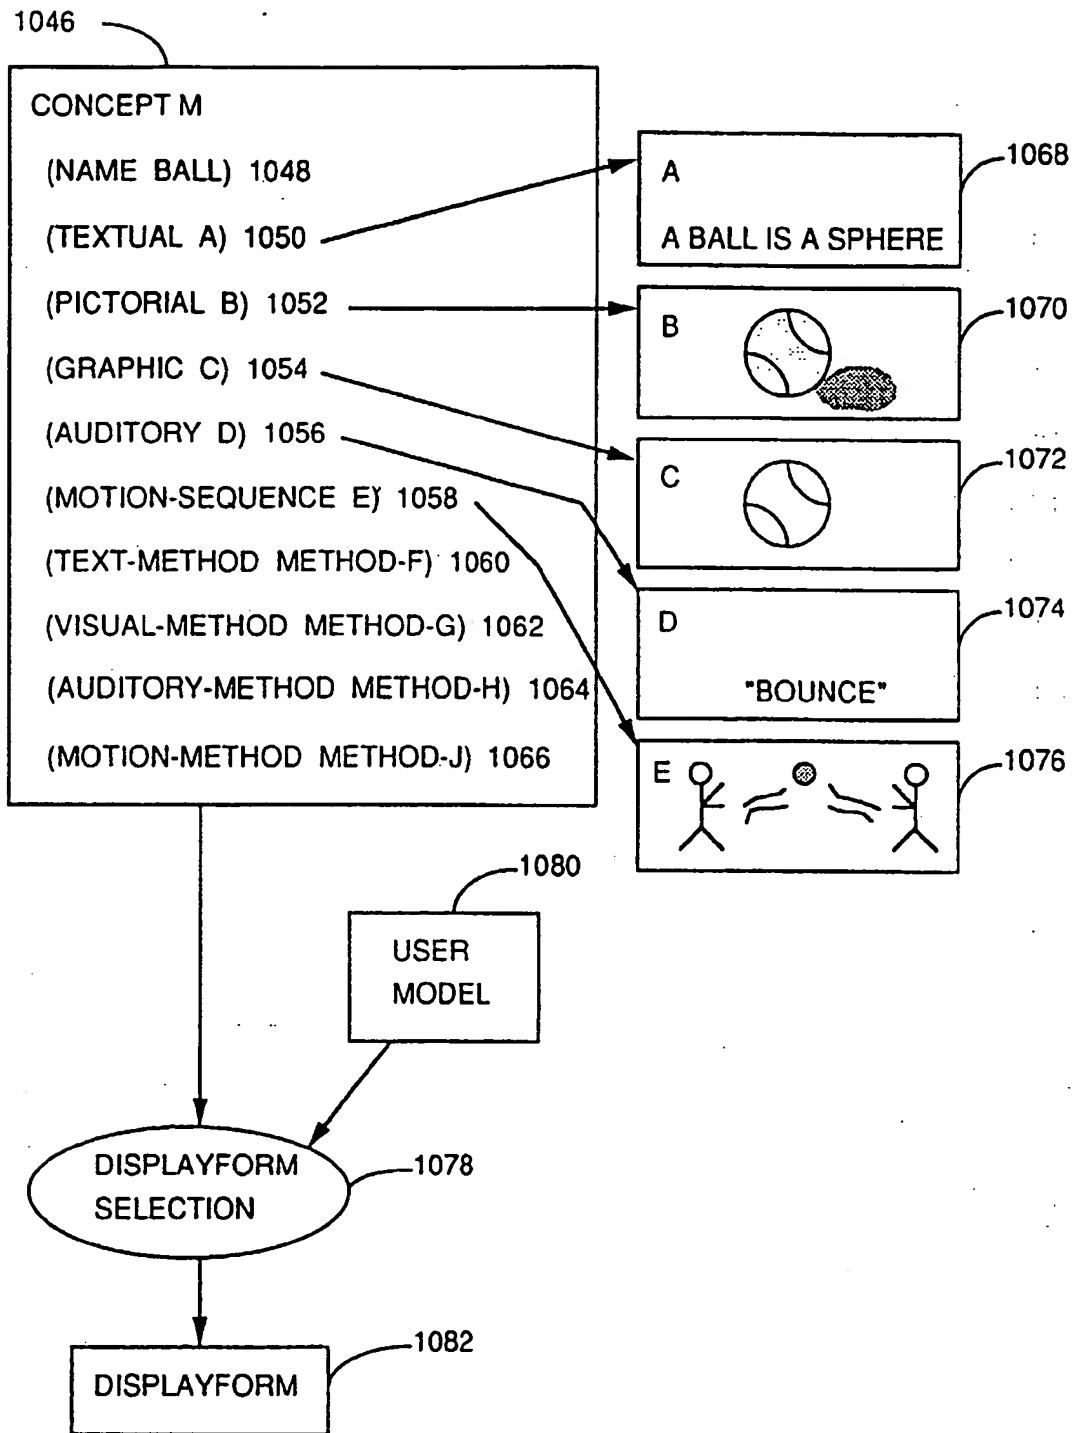 1046
CONCEPT M
(NAME BALL) 1048
(TEXTUAL A) 1050
(PICTORIAL B) 1052
(GRAPHIC C) 1054
(AUDITORY D) 1056
(MOTION-SEQUENCE E) 1058
(TEXT-METHOD METHOD-F) 1060
(VISUAL-METHOD METHOD-G) 1062
(AUDITORY-METHOD METHOD-H) 1064
(MOTION-METHOD METHOD-J) 1066
A
A BALL IS A SPHERE
1068
B
1070
C
1072
D
"BOUNCE"
1074
E
1076
1080
USER
MODEL
DISPLAYFORM
SELECTION
1078
1082
DISPLAYFORM